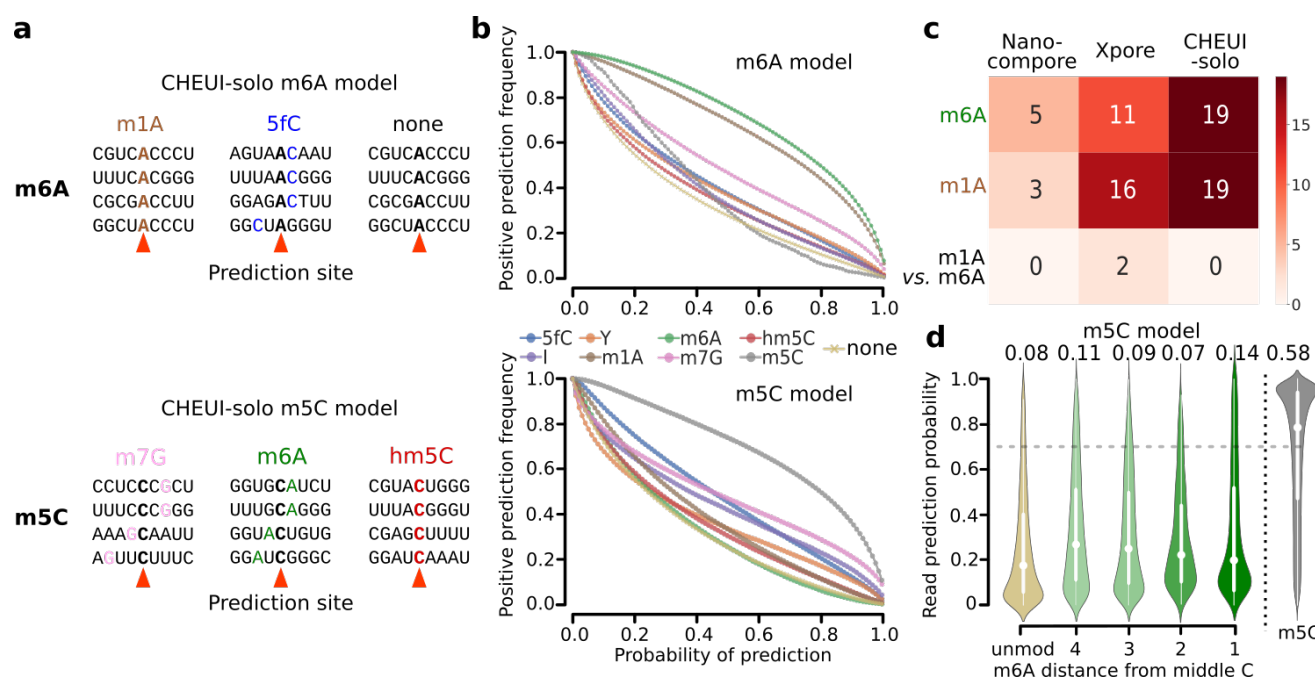 a
CHEUI-solo m6A model
m1A 5fC none
m6A
CGUCACCCU AGUAAACAAU CGUCACCCU
UUUCACGGG UUUAACGGG UUUCACGGG
CGCGACCUU GGAGACTUU CGCGACCUU
GGCUACCCU GGCUAGGGU GGCUACCCU
Prediction site
CHEUI-solo m5C model
m7G m6A hm5C
m5C
CCUCCCGCU GGUGCAUCU CGUACUGGG
UUUCCCGGG UUUGCAGGG UUUACGGGU
AAAGCAAUU GGUACUGUG CGAGCUUUU
AGUUCUUUC GGAUCGGGC GGAUCAAAU
Prediction site
b
Positive prediction frequency
1.0
0.8
0.6
0.4
0.2
0.0
m6A model
0.0 0.2 0.4 0.6 0.8 1.0
5fC Y m6A hm5C none
I m1A m7G m5C
Positive prediction frequency
1.0
0.8
0.6
0.4
0.2
0.0
m5C model
0.0 0.2 0.4 0.6 0.8 1.0
Probability of prediction
c
Nano-
compore
Xpore
CHEUI
-solo
m6A 5 11 19
m1A 3 16 19
m1A
vs. m6A
0 2 0
15
10
5
0
d
m5C model
0.08 0.11 0.09 0.07 0.14 0.58
Read prediction probability
1.0
0.8
0.6
0.4
0.2
0.0
m5C
unmod 4 3 2 1
m6A distance from middle C